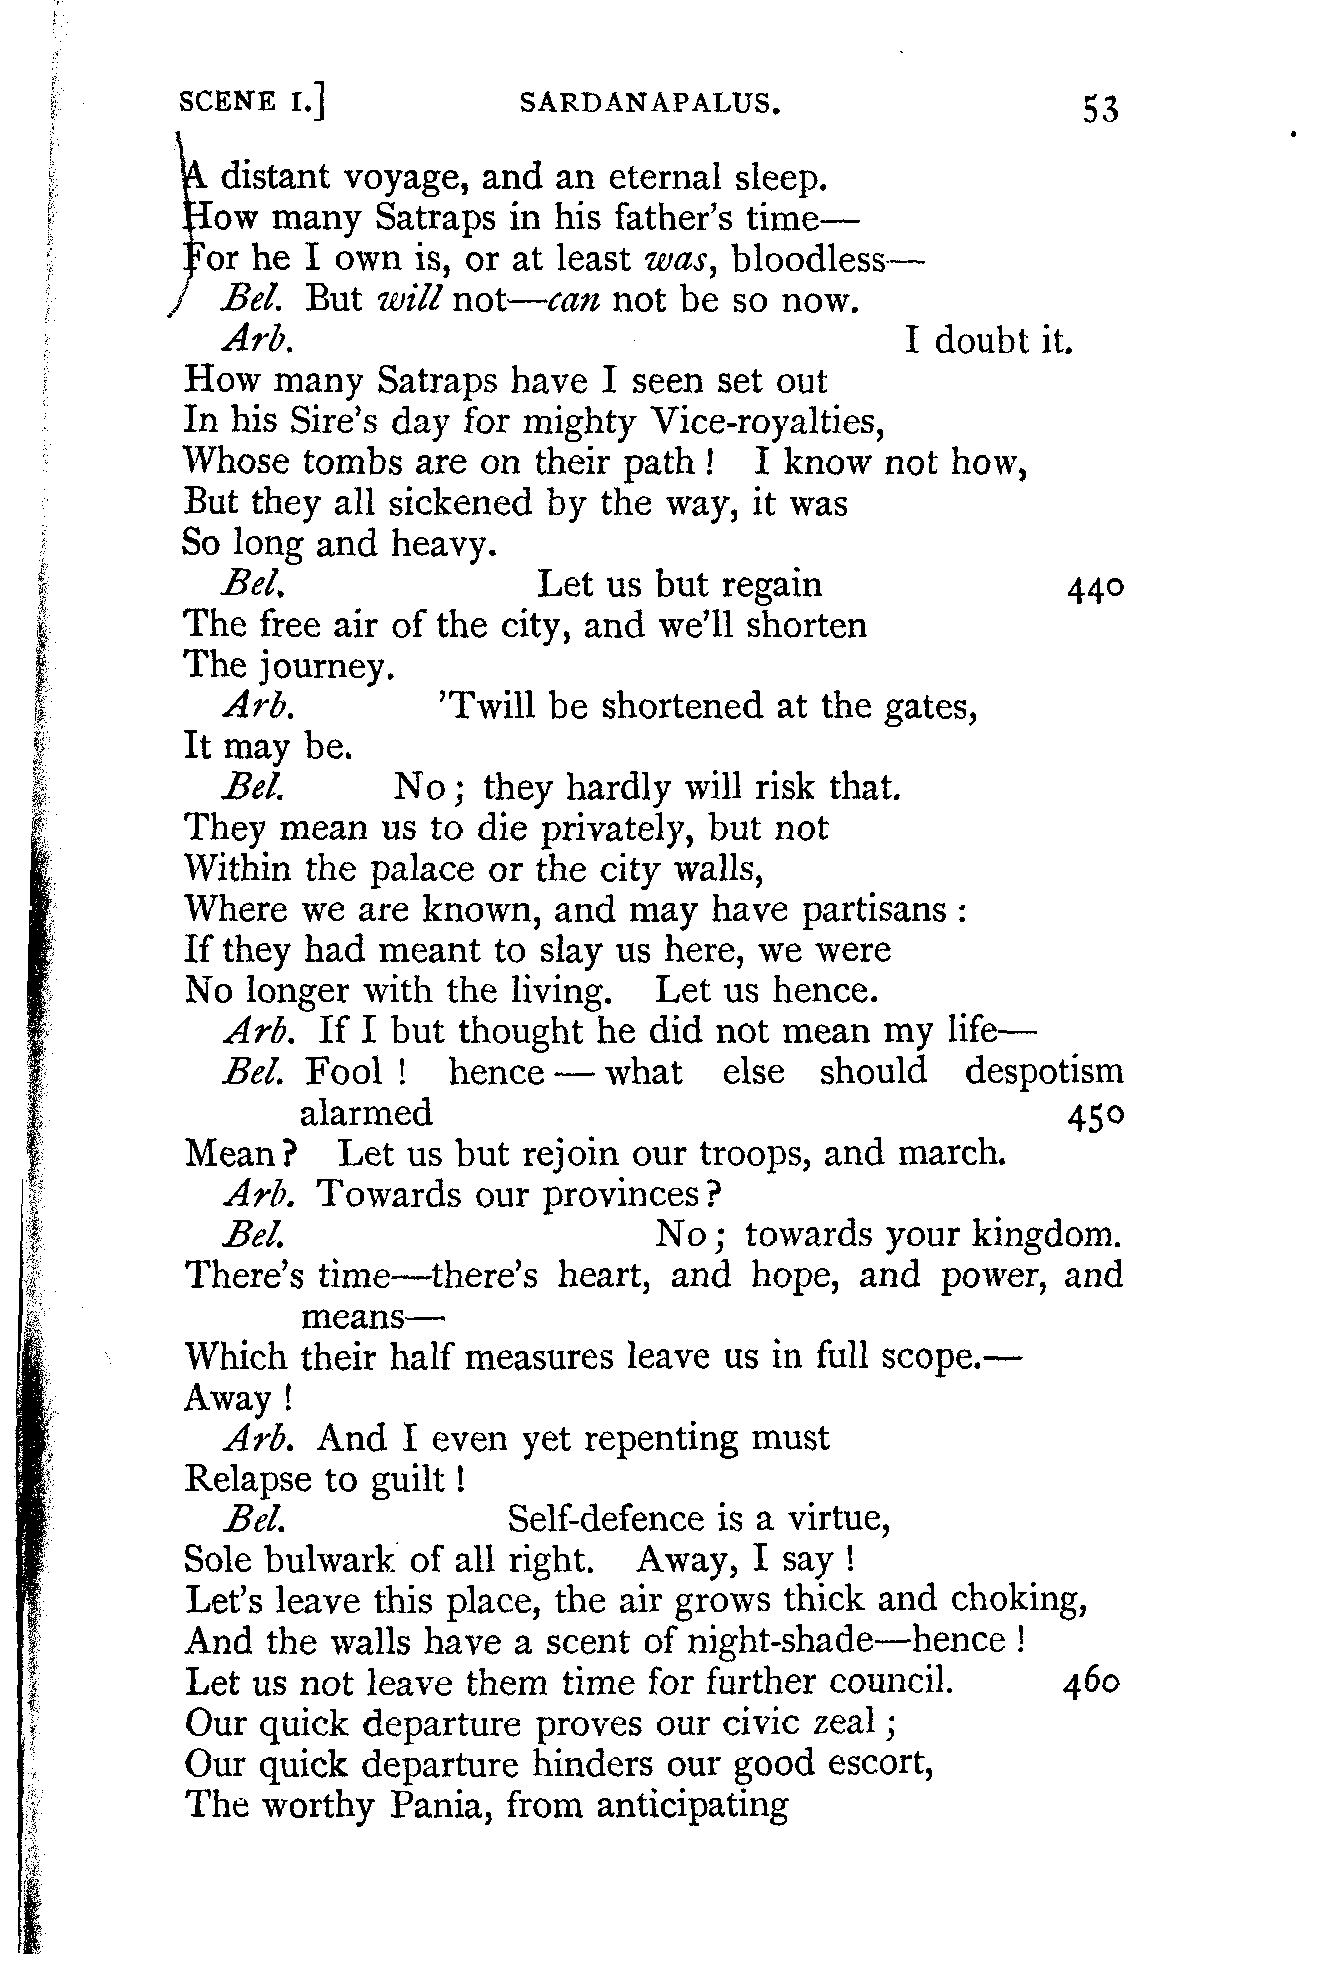 SCENE I.] SARDANAPALUS. 53
A distant voyage, and an eternal sleep.
How many Satraps in his father's time—
For he I own is, or at least was, bloodless—
Bel. But will not—can not be so now.
Arb. I doubt it.
How many Satraps have I seen set out
In his Sire's day for mighty Vice-royalties,
Whose tombs are on their path! I know not how,
But they all sickened by the way, it was
So long and heavy.
Bel. Let us but regain 440
The free air of the city, and we'll shorten
The journey.
Arb. 'Twill be shortened at the gates,
It may be.
Bel. No; they hardly will risk that.
They mean us to die privately, but not
Within the palace or the city walls,
Where we are known, and may have partisans:
If they had meant to slay us here, we were
No longer with the living. Let us hence.
Arb. If I but thought he did not mean my life—
Bel. Fool! hence—what else should despotism
alarmed 450
Mean? Let us but rejoin our troops, and march.
Arb. Towards our provinces?
Bel. No; towards your kingdom.
There's time—there's heart, and hope, and power, and
means—
Which their half measures leave us in full scope.—
Away!
Arb. And I even yet repenting must
Relapse to guilt!
Bel. Self-defence is a virtue,
Sole bulwark of all right. Away, I say!
Let's leave this place, the air grows thick and choking,
And the walls have a scent of night-shade—hence!
Let us not leave them time for further council. 460
Our quick departure proves our civic zeal;
Our quick departure hinders our good escort,
The worthy Pania, from anticipating